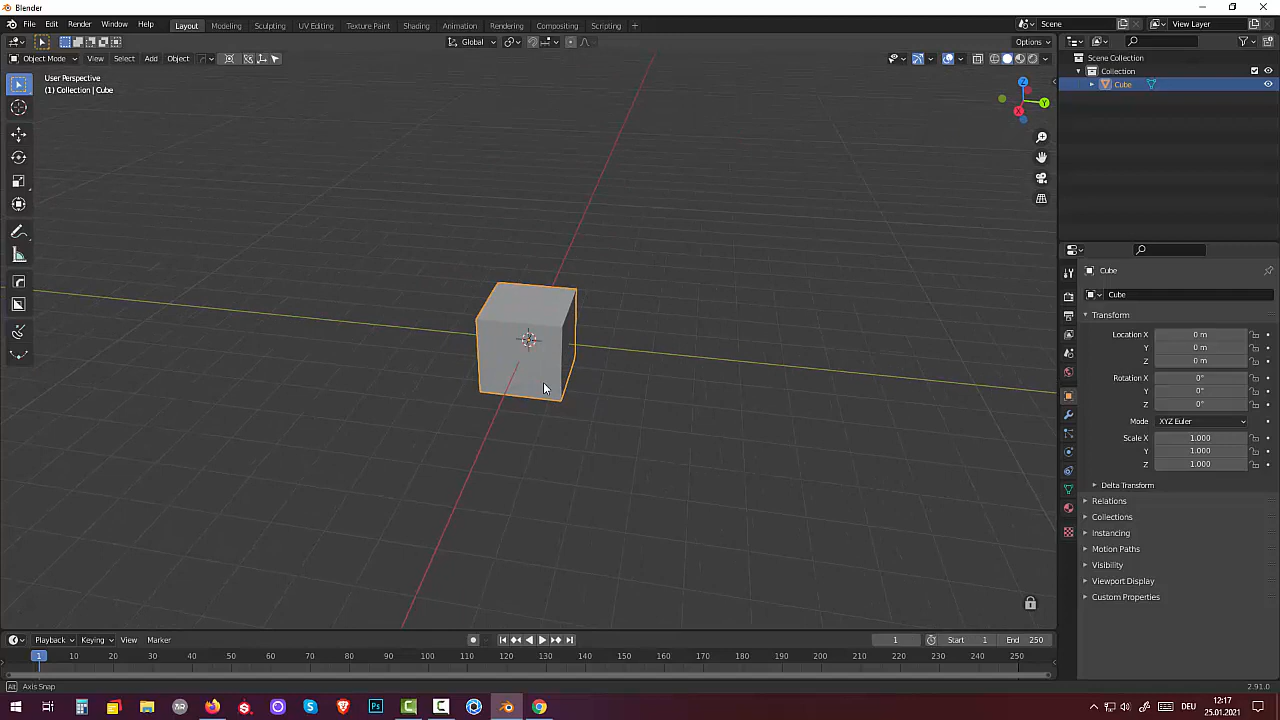 Blender
File Edit Render Window Help Layout Modeling Sculpting UV Editing Texture Paint Shading Animation Rendering Compositing Scripting + Scene View Layer
Global Options
Object Mode View Select Add Object
User Perspective
(1) Collection | Cube
Z
Y
X
Scene Collection
Collection
Cube
Cube
Cube
Transform
Location X 0 m
Y 0 m
Z 0 m
Rotation X 0°
Y 0°
Z 0°
Mode XYZ Euler
Scale X 1.000
Y 1.000
Z 1.000
Delta Transform
Relations
Collections
Instancing
Motion Paths
Visibility
Viewport Display
Custom Properties
Playback Keying View Marker 1 Start 1 End 250
1 10 20 30 40 50 60 70 80 90 100 110 120 130 140 150 160 170 180 190 200 210 220 230 240 250
Axis Snap 2.91.0
Ps
DEU
12:17
25.01.2021